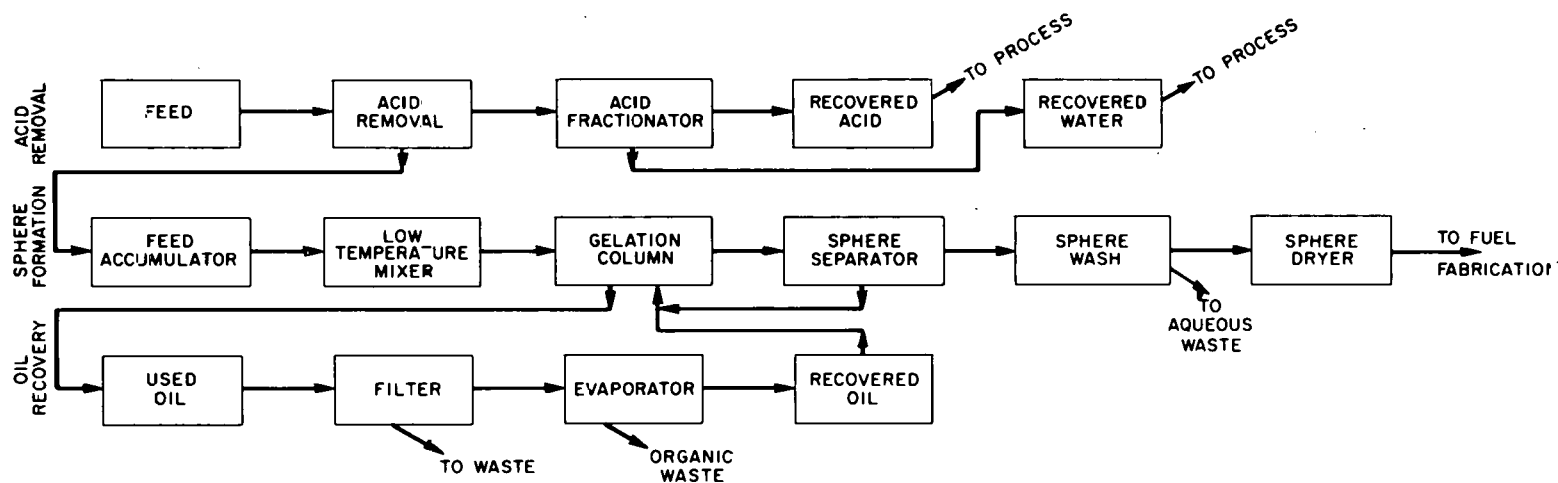 ACID
REMOVAL
FEED
ACID
REMOVAL
ACID
FRACTIONATOR
RECOVERED
ACID
TO PROCESS
RECOVERED
WATER
TO PROCESS
SPHERE
FORMATION
FEED
ACCUMULATOR
LOW
TEMPERATURE
MIXER
GELATION
COLUMN
SPHERE
SEPARATOR
SPHERE
WASH
TO
AQUEOUS
WASTE
SPHERE
DRYER
TO FUEL
FABRICATION
OIL
RECOVERY
USED
OIL
FILTER
TO WASTE
EVAPORATOR
ORGANIC
WASTE
RECOVERED
OIL